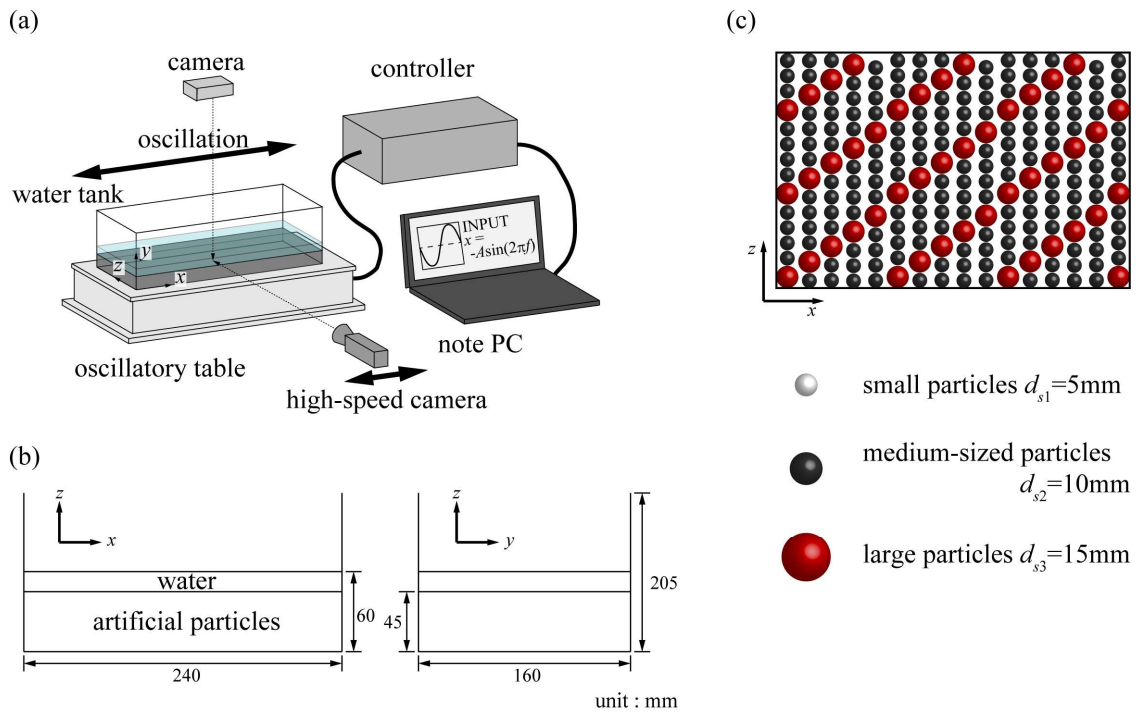 (a)
camera
controller
oscillation
water tank
y
z
x
INPUT
x =
-Asin(2πf)
oscillatory table
note PC
high-speed camera
(b)
z
x
water
artificial particles
60
240
z
y
45
205
160
unit : mm
(c)
z
x
small particles ds1=5mm
medium-sized particles
ds2=10mm
large particles ds3=15mm